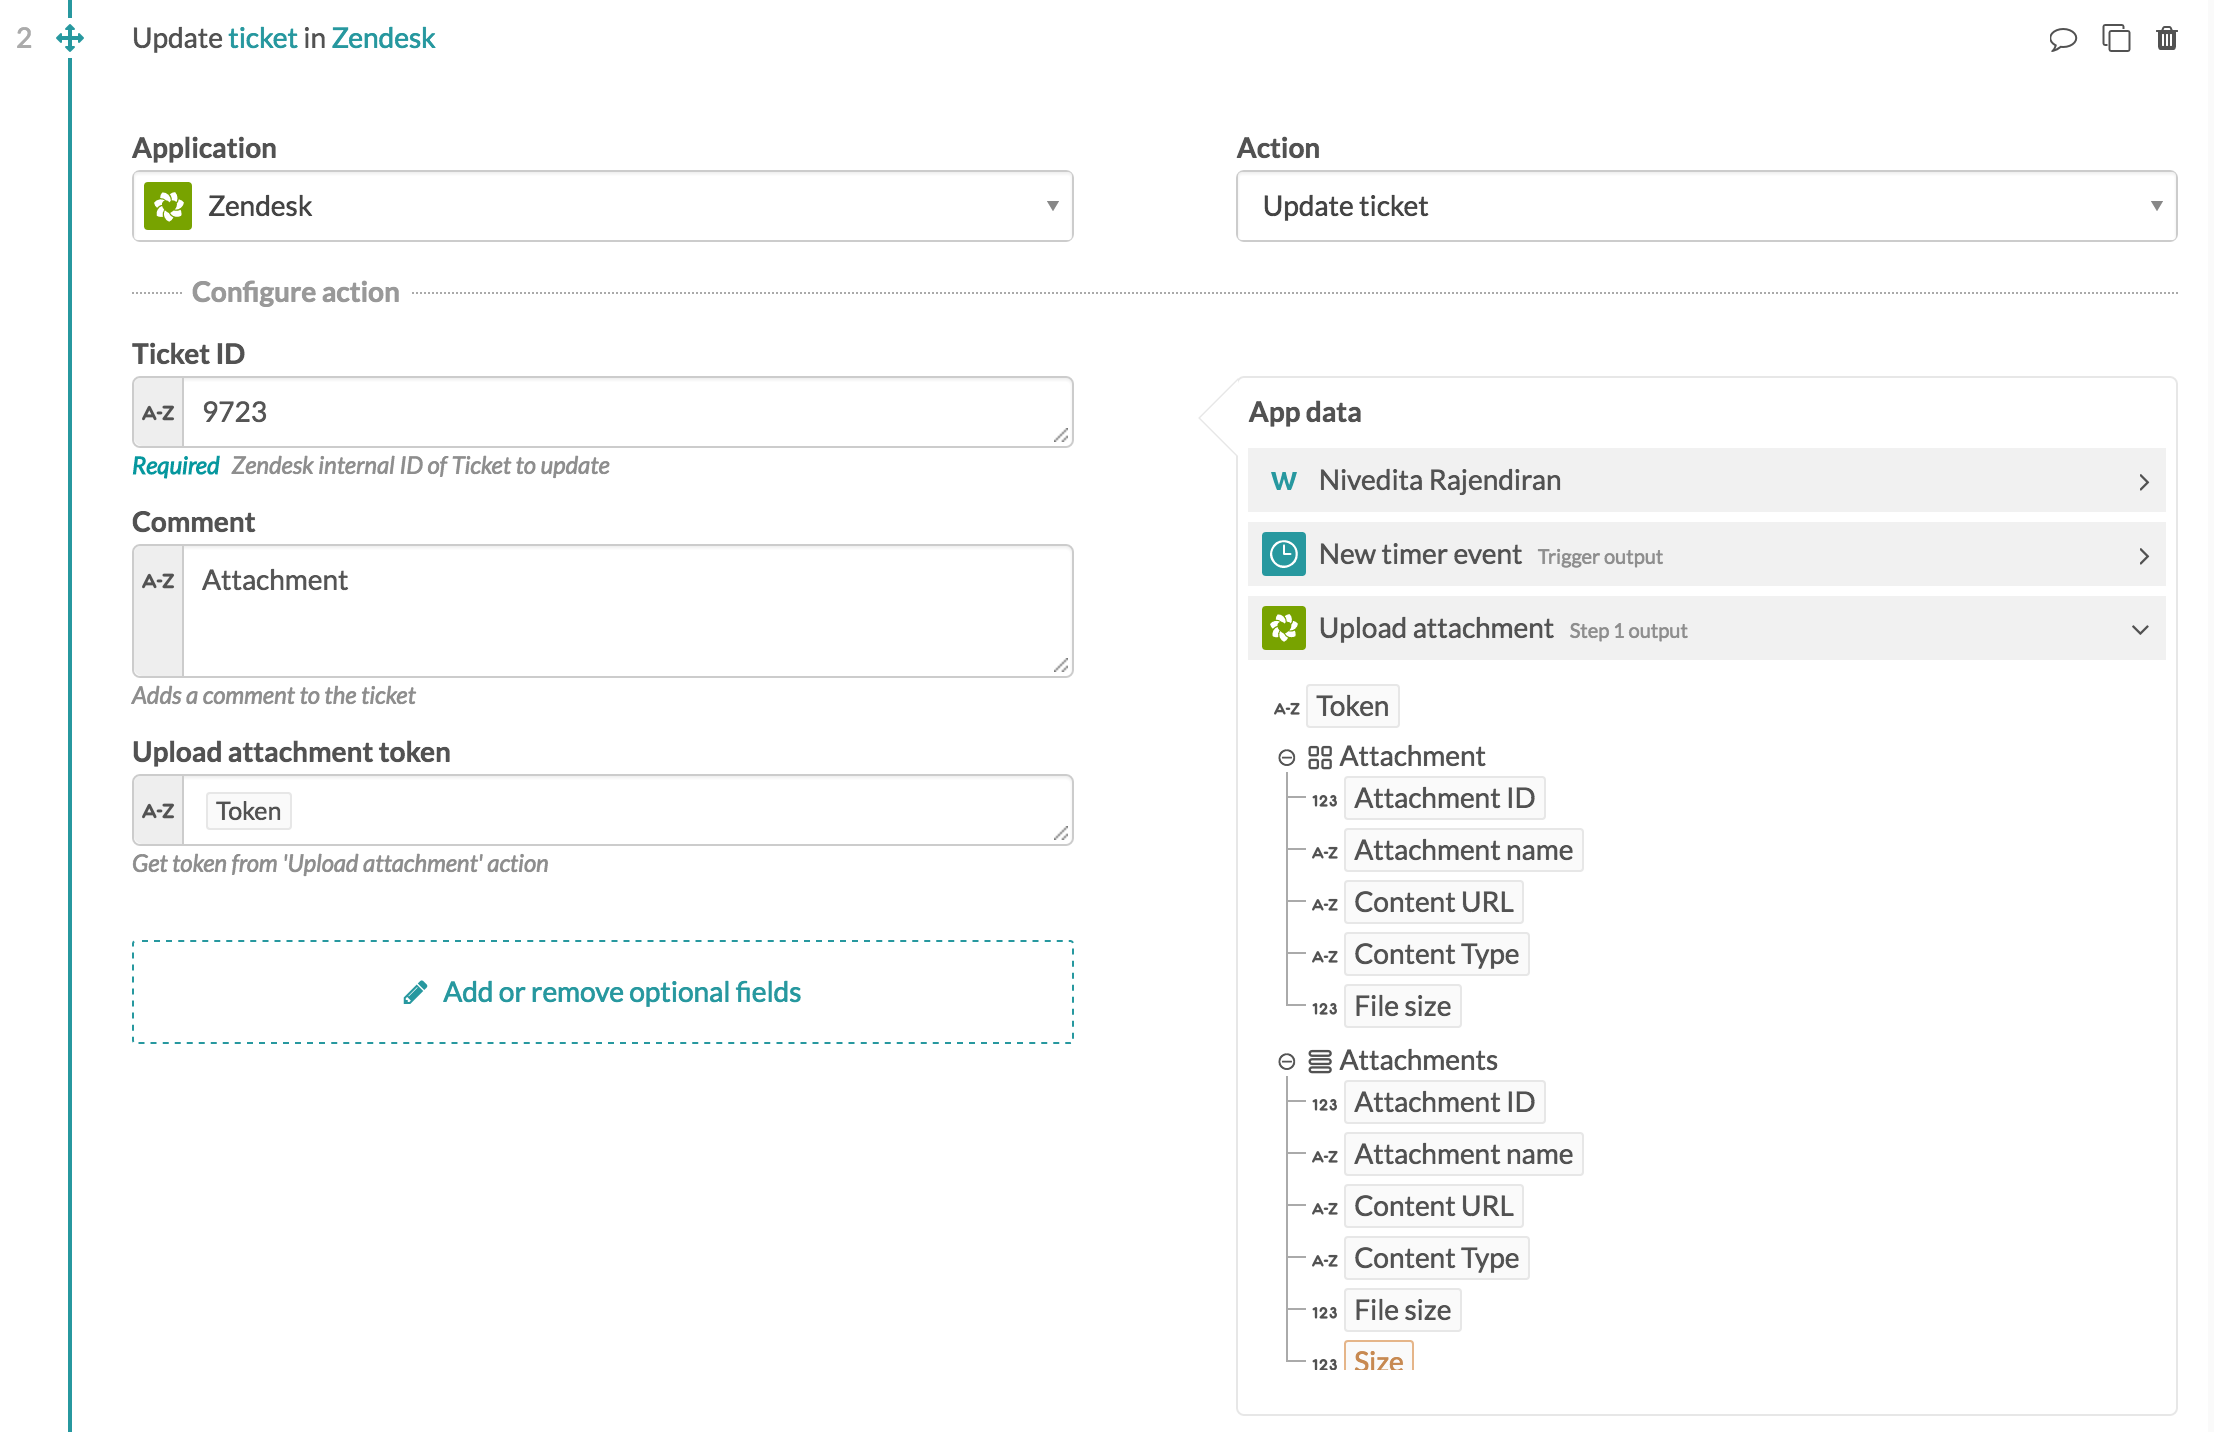 2 Update ticket in Zendesk
Application
Zendesk
Action
Update ticket
Configure action
Ticket ID
A-Z 9723
Required Zendesk internal ID of Ticket to update
Comment
A-Z Attachment
Adds a comment to the ticket
Upload attachment token
A-Z Token
Get token from 'Upload attachment' action
Add or remove optional fields
App data
W Nivedita Rajendiran
New timer event Trigger output
Upload attachment Step 1 output
A-Z Token
Attachment
123 Attachment ID
A-Z Attachment name
A-Z Content URL
A-Z Content Type
123 File size
Attachments
123 Attachment ID
A-Z Attachment name
A-Z Content URL
A-Z Content Type
123 File size
123 Size